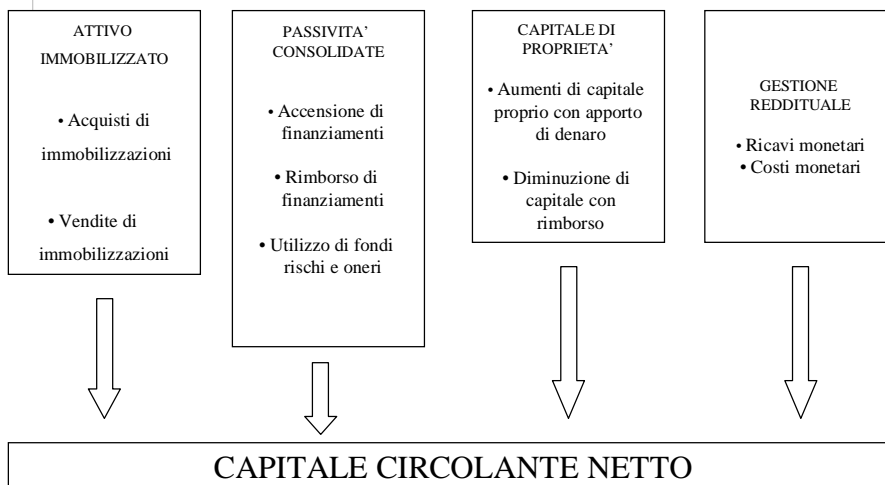 ATTIVO
IMMOBILIZZATO
• Acquisti di
immobilizzazioni
• Vendite di
immobilizzazioni
PASSIVITA’
CONSOLIDATE
• Accensione di
finanziamenti
• Rimborso di
finanziamenti
• Utilizzo di fondi
rischi e oneri
CAPITALE DI
PROPRIETA’
• Aumenti di capitale
proprio con apporto
di denaro
• Diminuzione di
capitale con
rimborso
GESTIONE
REDDITUALE
• Ricavi monetari
• Costi monetari
CAPITALE CIRCOLANTE NETTO